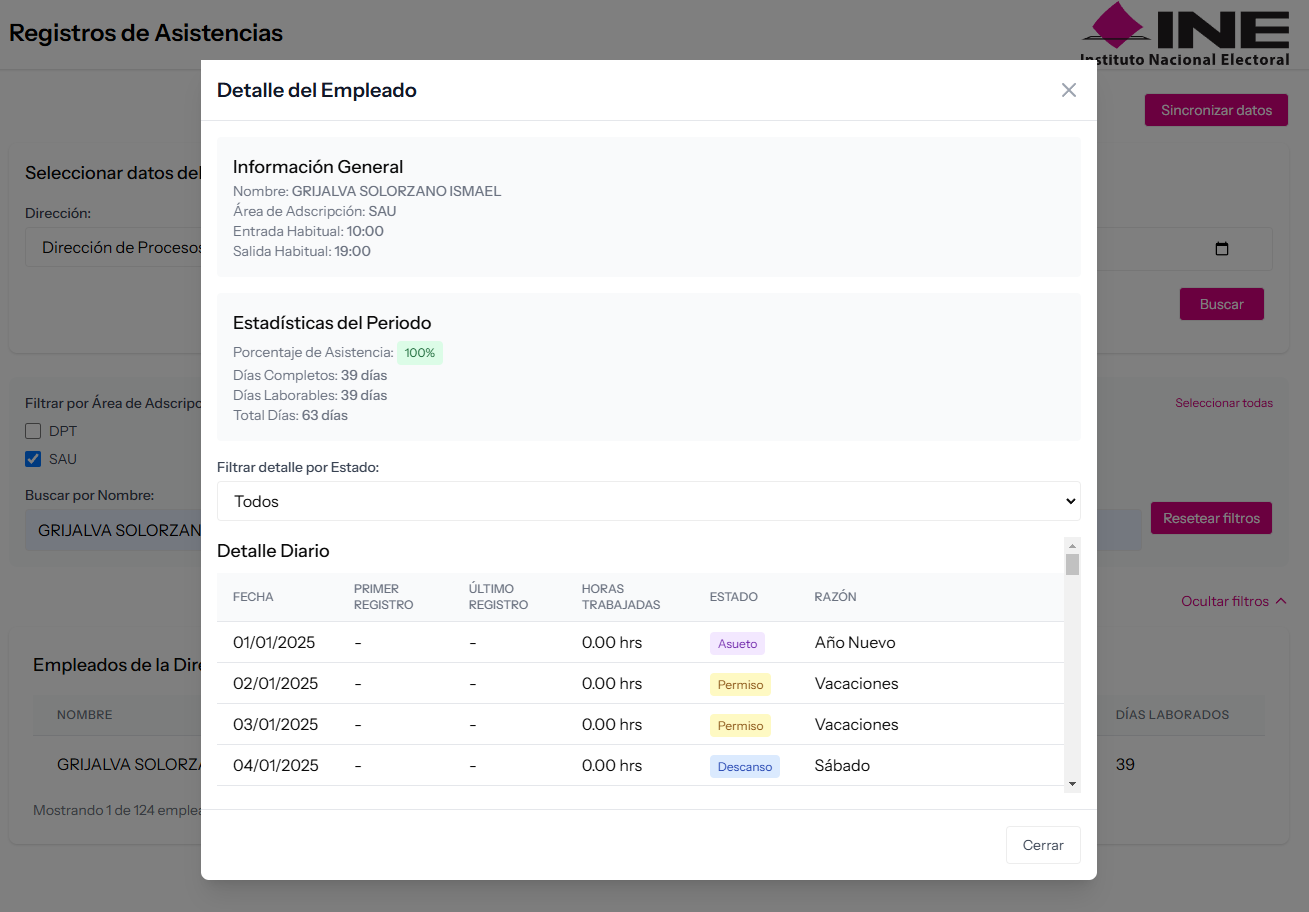 Registros de Asistencias
INE
Instituto Nacional Electoral
Detalle del Empleado
Sincronizar datos
Información General
Nombre: GRIJALVA SOLORZANO ISMAEL
Área de Adscripción: SAU
Entrada Habitual: 10:00
Salida Habitual: 19:00
Seleccionar datos del
Dirección:
Dirección de Procesos
Buscar
Estadísticas del Periodo
Porcentaje de Asistencia: 100%
Días Completos: 39 días
Días Laborables: 39 días
Total Días: 63 días
Filtrar por Área de Adscripc
Seleccionar todas
DPT
SAU
Buscar por Nombre:
GRIJALVA SOLORZAN
Resetear filtros
Filtrar detalle por Estado:
Todos
Detalle Diario
FECHA PRIMER REGISTRO ÚLTIMO REGISTRO HORAS TRABAJADAS ESTADO RAZÓN
01/01/2025 - - 0.00 hrs Asueto Año Nuevo
02/01/2025 - - 0.00 hrs Permiso Vacaciones
03/01/2025 - - 0.00 hrs Permiso Vacaciones
04/01/2025 - - 0.00 hrs Descanso Sábado
Ocultar filtros
Empleados de la Dire
NOMBRE
DÍAS LABORADOS
GRIJALVA SOLORZA
39
Mostrando 1 de 124 emplea
Cerrar